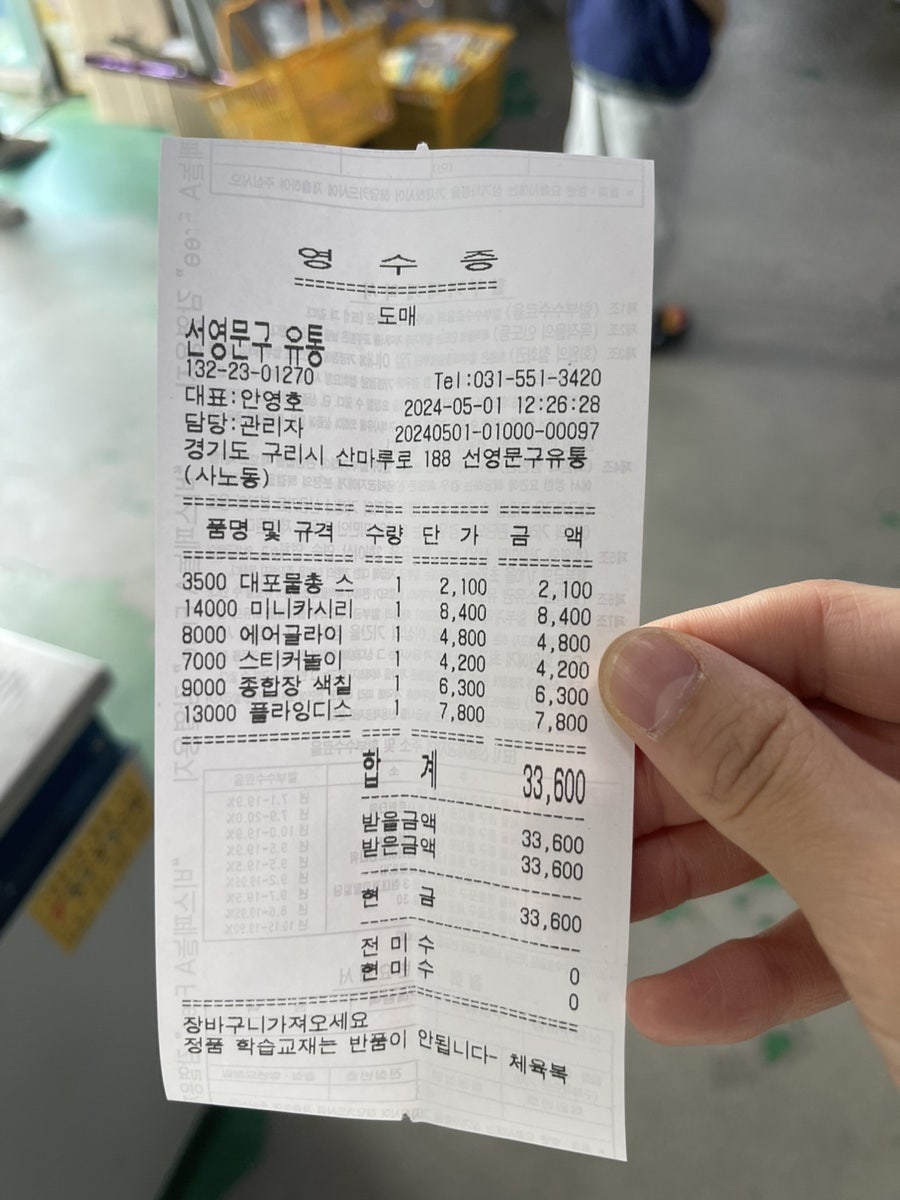 영 수 증
==========================
도매
선영문구 유통
132-23-01270 Tel:031-551-3420
대표:안영호 2024-05-01 12:26:28
담당:관리자 20240501-01000-00097
경기도 구리시 산마루로 188 선영문구유통
(사노동)
품명 및 규격 수량 단 가 금 액
3500 대포물총 스 1 2,100 2,100
14000 미니카시리 1 8,400 8,400
8000 에어글라이 1 4,800 4,800
7000 스티커놀이 1 4,200 4,200
9000 종합장 색칠 1 6,300 6,300
13000 플라잉디스 1 7,800 7,800
합 계 33,600
받을금액 33,600
받은금액 33,600
현 금 33,600
전 미 수 0
현 미 수 0
장바구니가져오세요
정품 학습교재는 반품이 안됩니다- 체육복